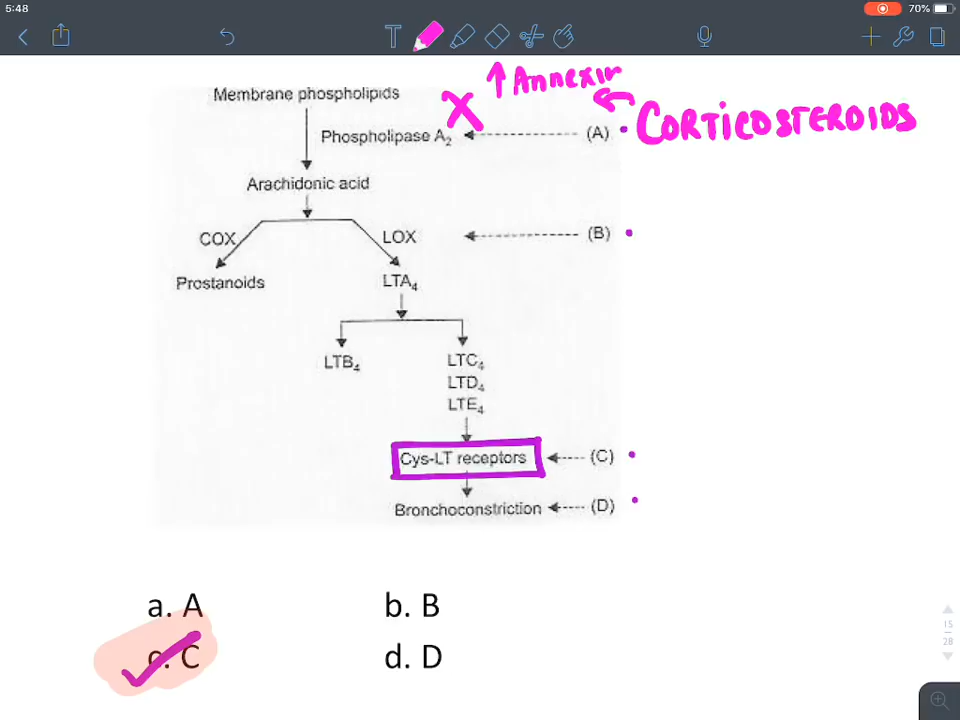 5:48
70%
T
↑ Annexin
CORTICOSTEROIDS
Membrane phospholipids
X
Phospholipase A₂
(A)
Arachidonic acid
COX
LOX
(B)
Prostanoids
LTA₄
LTB₄
LTC₄
LTD₄
LTE₄
Cys-LT receptors
(C)
Bronchoconstriction
(D)
a. A
b. B
c. C
d. D
15
28